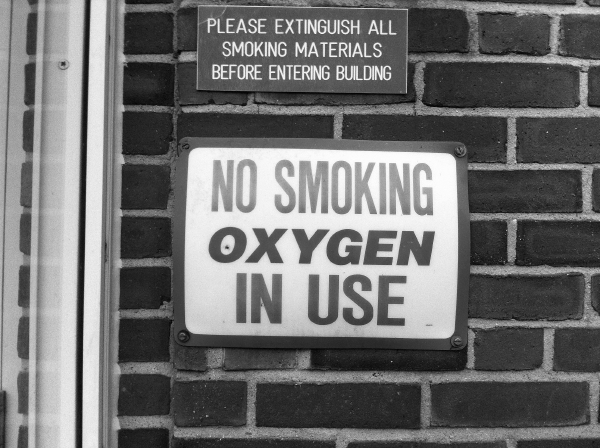 PLEASE EXTINGUISH ALL
SMOKING MATERIALS
BEFORE ENTERING BUILDING
NO SMOKING
OXYGEN
IN USE